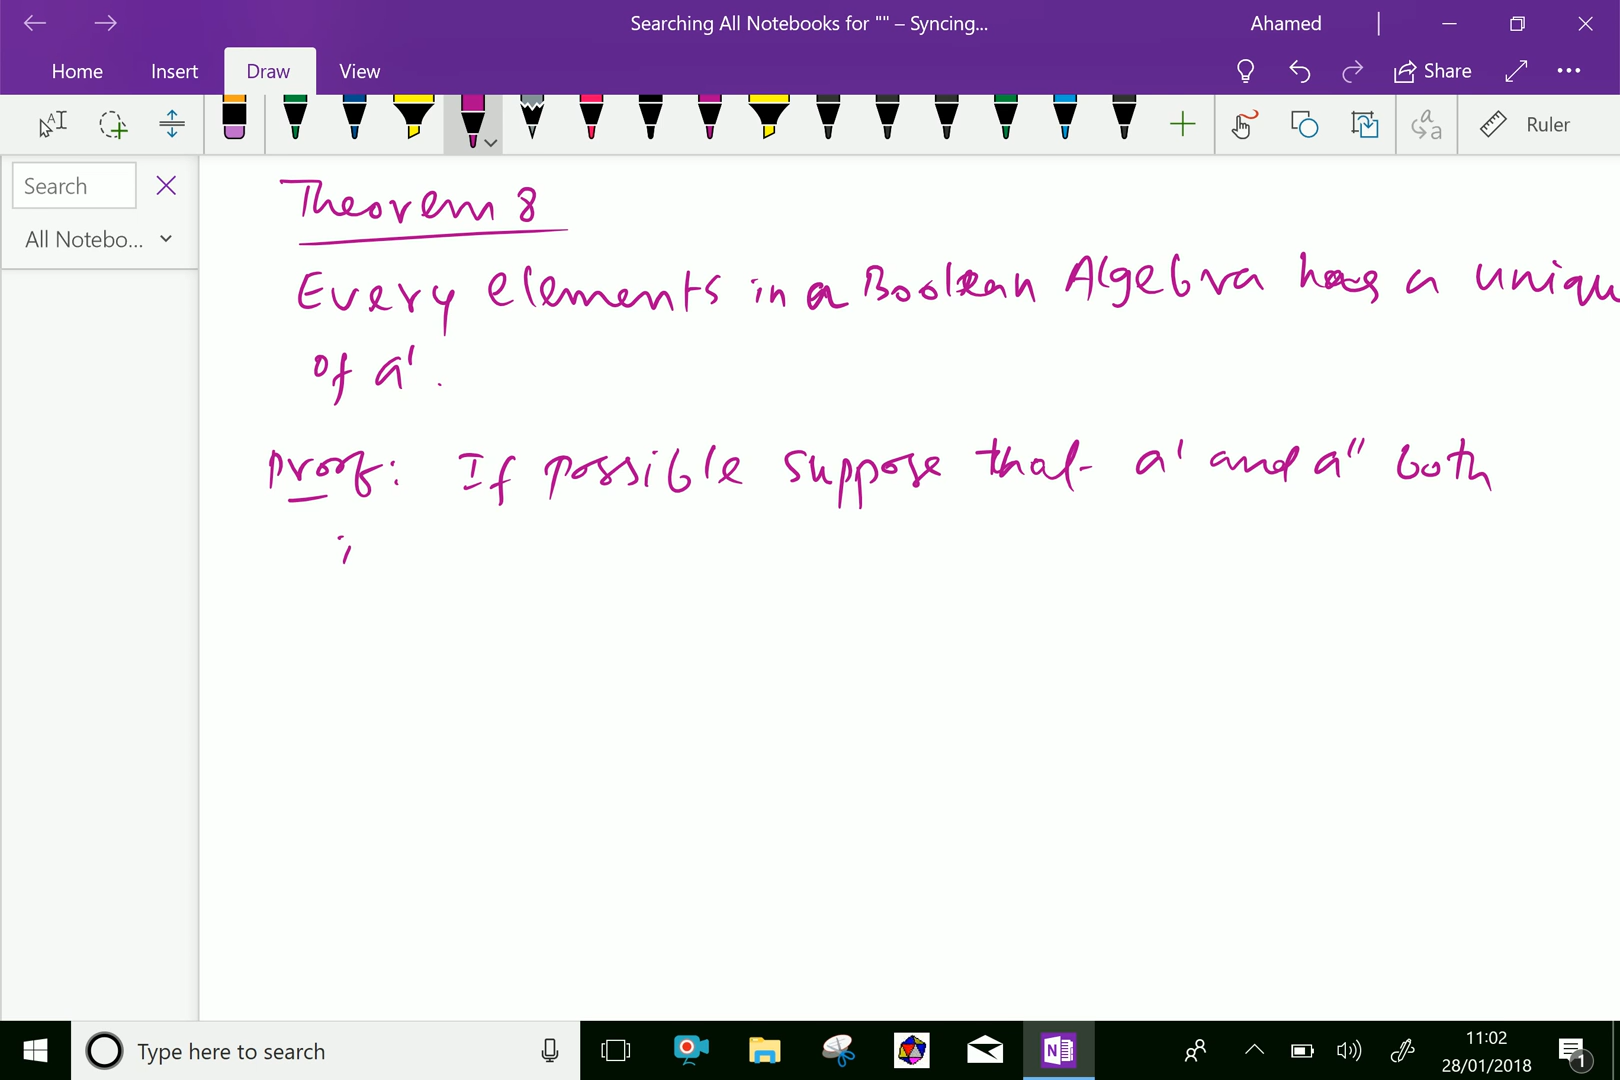 Searching All Notebooks for "" – Syncing...
Ahamed
Home Insert Draw View
Share
Ruler
Search
All Notebo...
Theorem 8
Every elements in a Boolean Algebra has a uniqu
of a'.
Proof: If possible suppose that a' and a'' both
Type here to search
11:02
28/01/2018
1